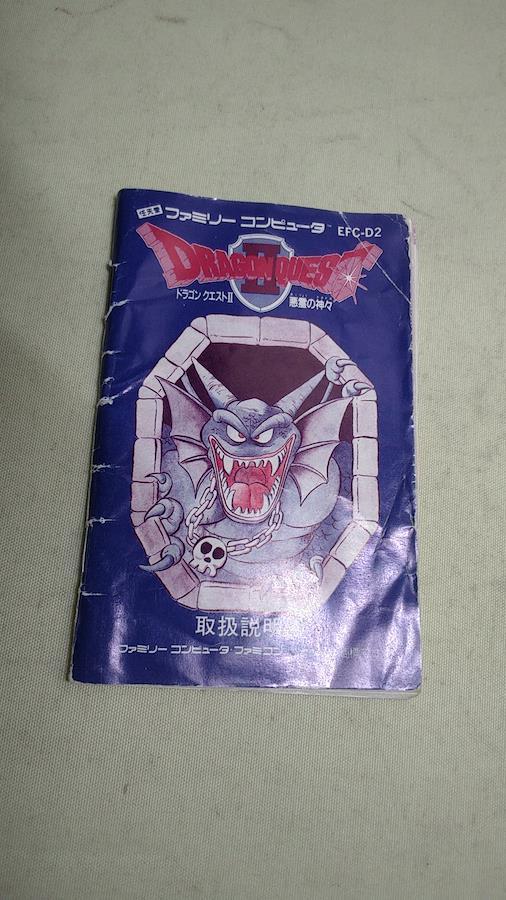 任天堂 ファミリー コンピュータ™ EFC-D2
DRAGON QUEST II
ドラゴン クエストII 悪霊の神々
取扱説明
ファミリー コンピュータ・ファミコン